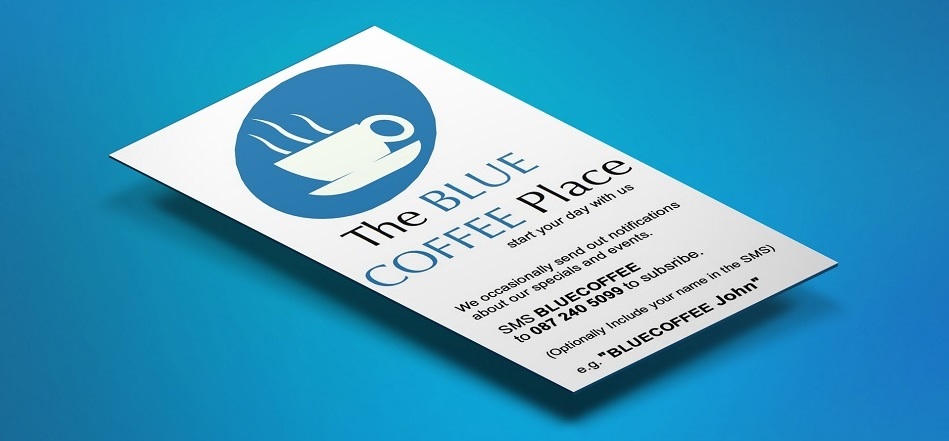 The BLUE
COFFEE Place
start your day with us
We occasionally send out notifications
about our specials and events.
SMS BLUECOFFEE
to 087 240 5099 to subsribe.
(Optionally Include your name in the SMS)
e.g."BLUECOFFEE John"